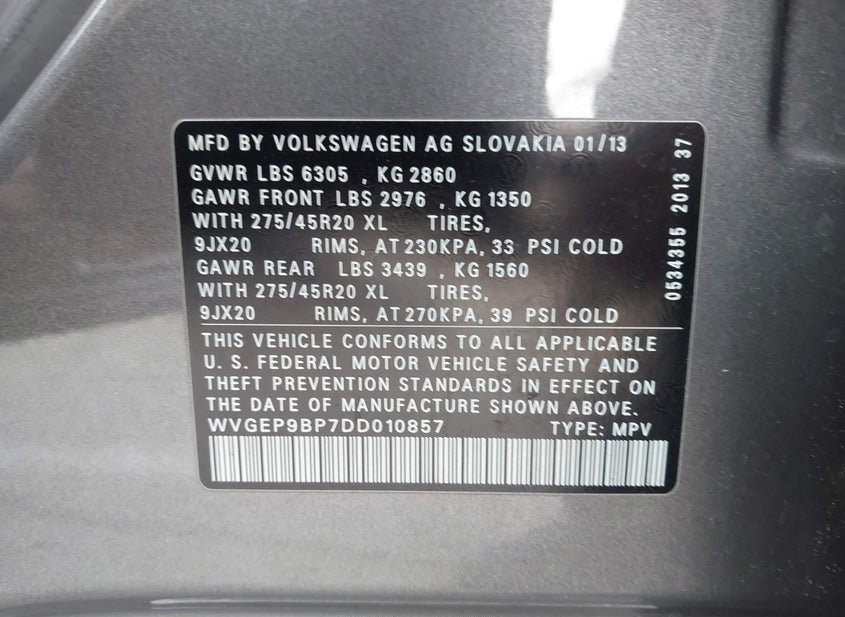 MFD BY VOLKSWAGEN AG SLOVAKIA 01/13
GVWR LBS 6305 , KG 2860
GAWR FRONT LBS 2976 , KG 1350
WITH 275/45R20 XL TIRES,
9JX20 RIMS, AT 230KPA, 33 PSI COLD
GAWR REAR LBS 3439 , KG 1560
WITH 275/45R20 XL TIRES,
9JX20 RIMS, AT 270KPA, 39 PSI COLD
THIS VEHICLE CONFORMS TO ALL APPLICABLE
U. S. FEDERAL MOTOR VEHICLE SAFETY AND
THEFT PREVENTION STANDARDS IN EFFECT ON
THE DATE OF MANUFACTURE SHOWN ABOVE.
WVGEP9BP7DD010857 TYPE: MPV
0534355 2013 37